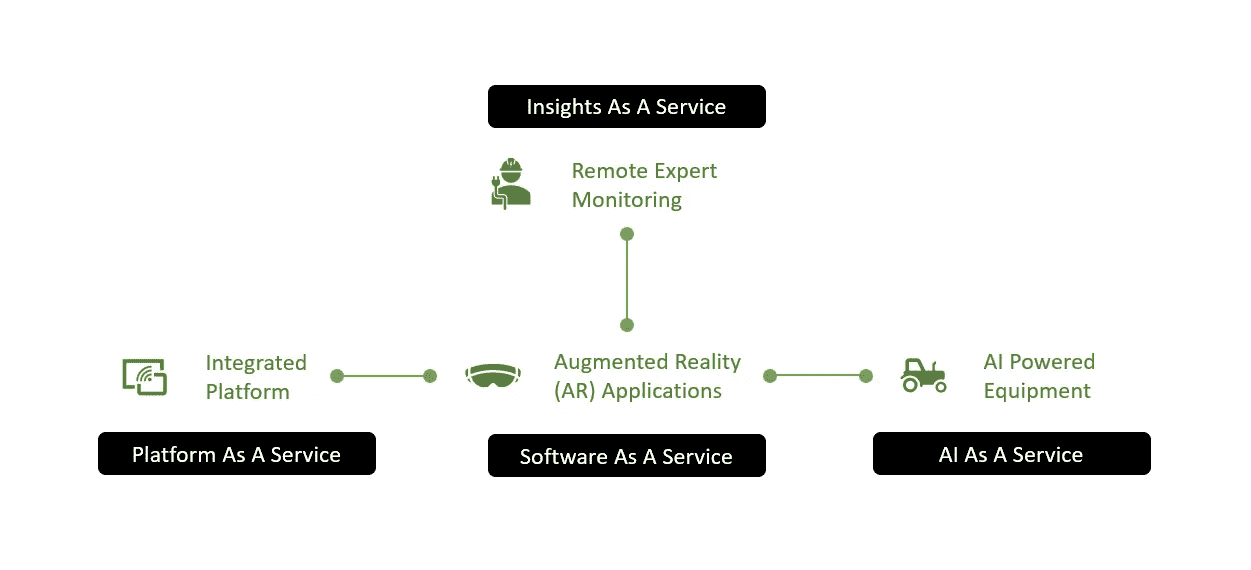 Insights As A Service
Remote Expert
Monitoring
Integrated
Platform
Augmented Reality
(AR) Applications
AI Powered
Equipment
Platform As A Service
Software As A Service
AI As A Service